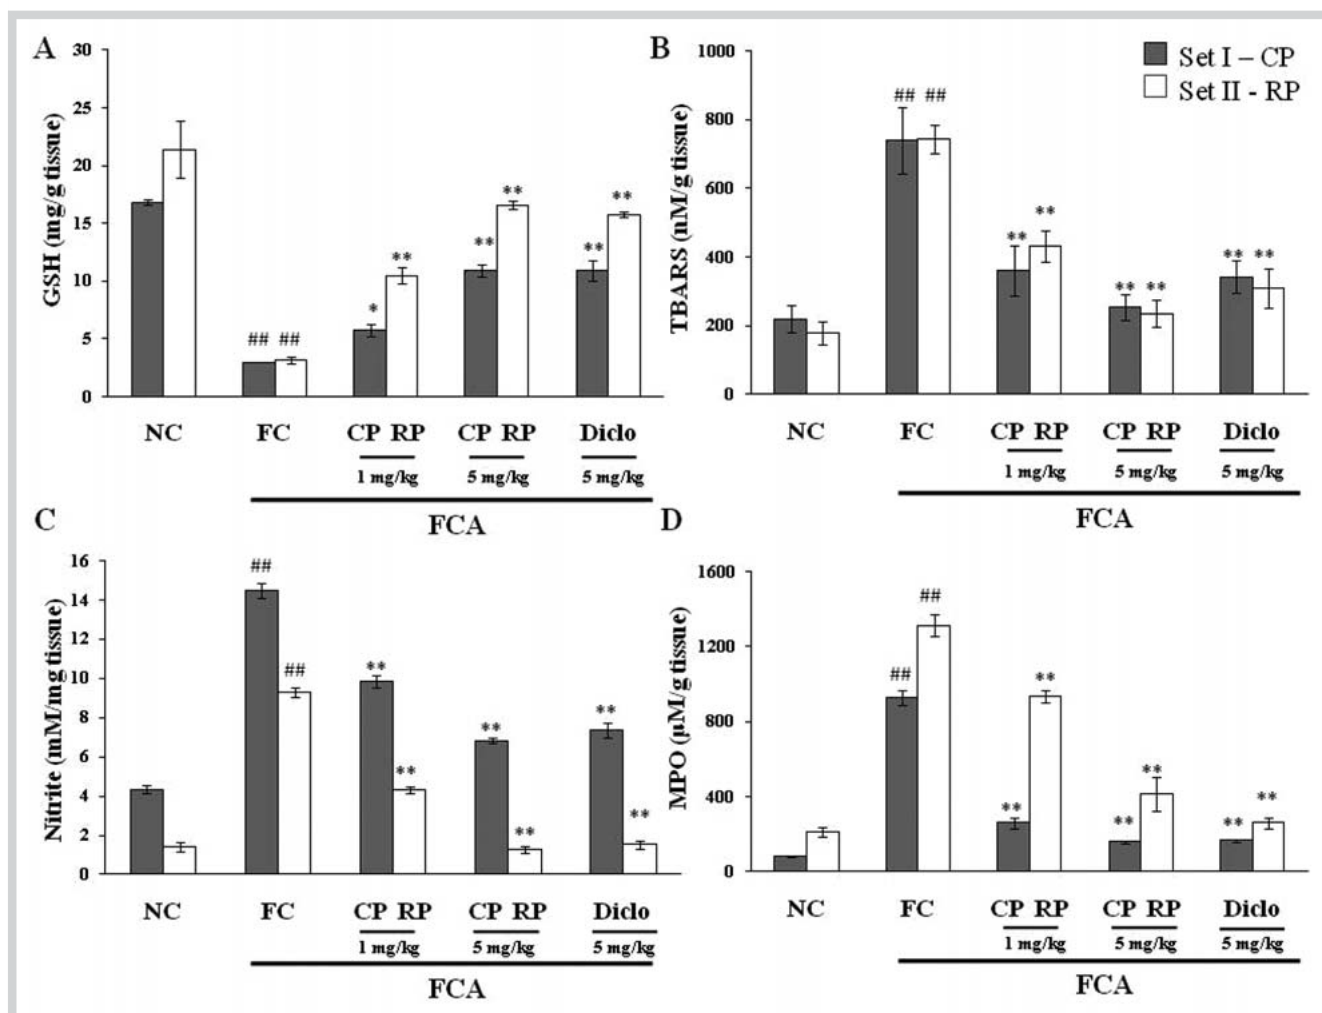 A
GSH (mg/g tissue)
30
25
20
15
10
5
0
##
##
*
**
**
**
**
**
NC
FC
CP RP
CP RP
Diclo
1 mg/kg
5 mg/kg
5 mg/kg
FCA
B
Set I – CP
Set II - RP
TBARS (nM/g tissue)
1000
800
600
400
200
0
##
##
**
**
**
**
**
**
NC
FC
CP RP
CP RP
Diclo
1 mg/kg
5 mg/kg
5 mg/kg
FCA
C
Nitrite (mM/mg tissue)
16
14
12
10
8
6
4
2
0
##
##
**
**
**
**
**
**
NC
FC
CP RP
CP RP
Diclo
1 mg/kg
5 mg/kg
5 mg/kg
FCA
D
MPO (µM/g tissue)
1600
1200
800
400
0
##
##
**
**
**
**
**
**
NC
FC
CP RP
CP RP
Diclo
1 mg/kg
5 mg/kg
5 mg/kg
FCA